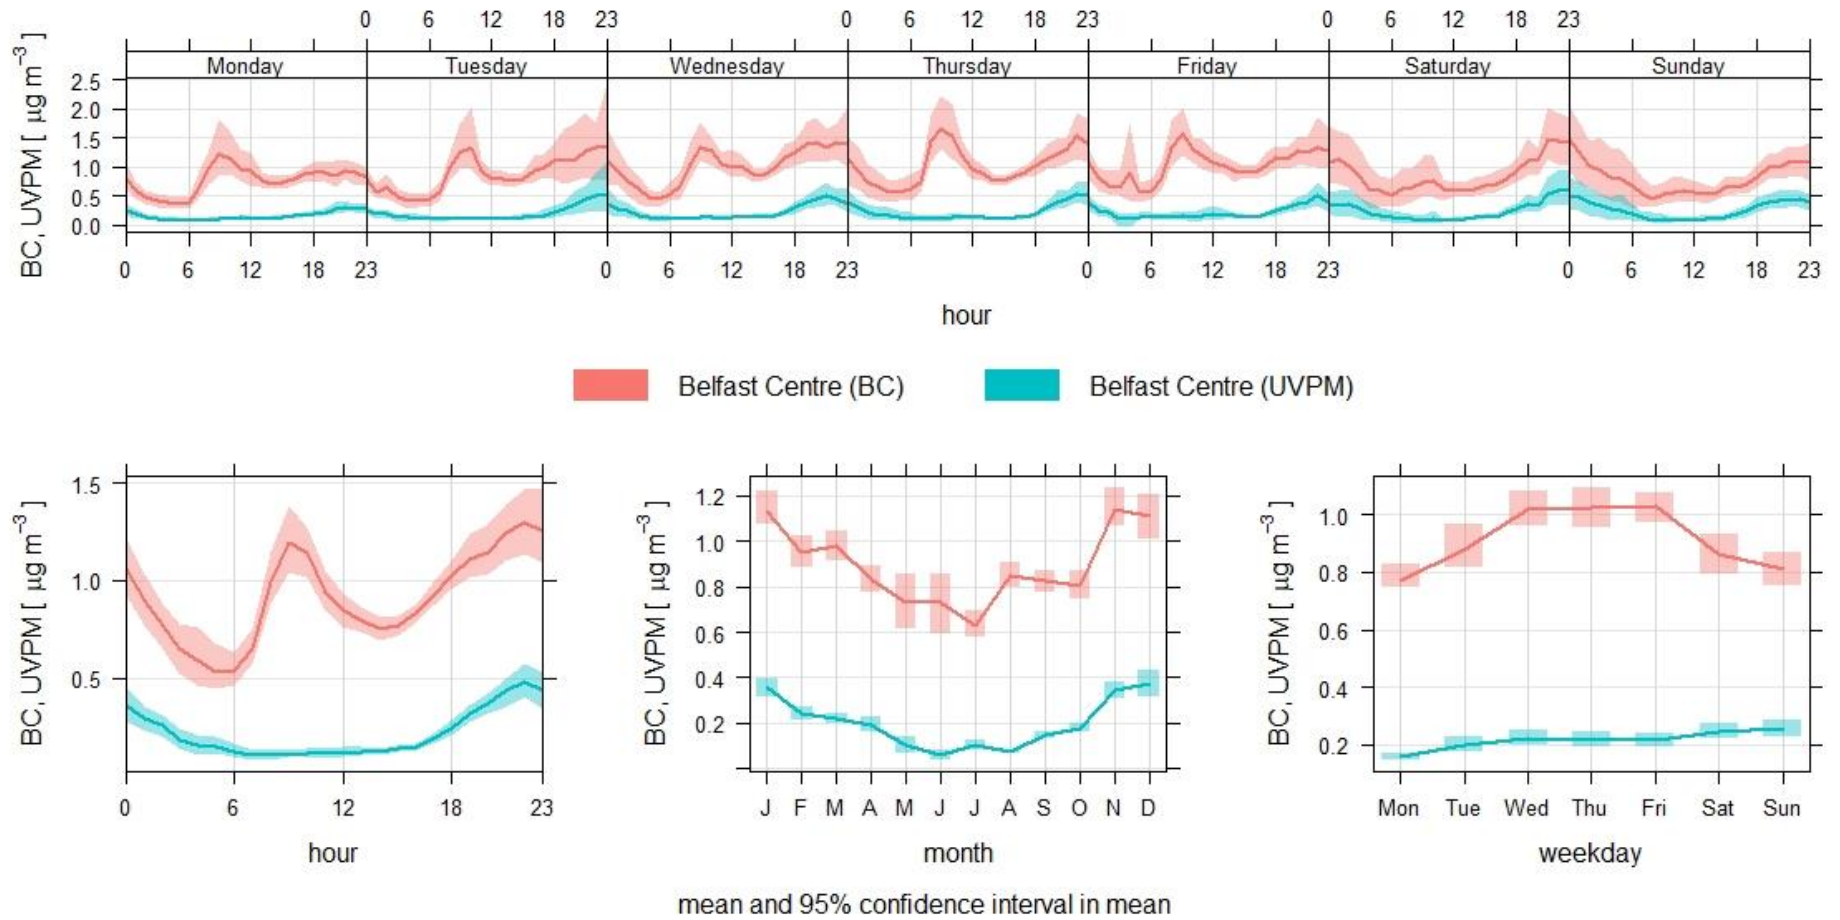 0 6 12 18 23 0 6 12 18 23 0 6 12 18 23
Monday Tuesday Wednesday Thursday Friday Saturday Sunday
BC, UVPM [ μg m⁻³ ]
2.5
2.0
1.5
1.0
0.5
0.0
0 6 12 18 23 0 6 12 18 23 0 6 12 18 23 0 6 12 18 23
hour
Belfast Centre (BC) Belfast Centre (UVPM)
BC, UVPM [ μg m⁻³ ]
1.5
1.0
0.5
0 6 12 18 23
hour
BC, UVPM [ μg m⁻³ ]
1.2
1.0
0.8
0.6
0.4
0.2
J F M A M J J A S O N D
month
BC, UVPM [ μg m⁻³ ]
1.0
0.8
0.6
0.4
0.2
Mon Tue Wed Thu Fri Sat Sun
weekday
mean and 95% confidence interval in mean